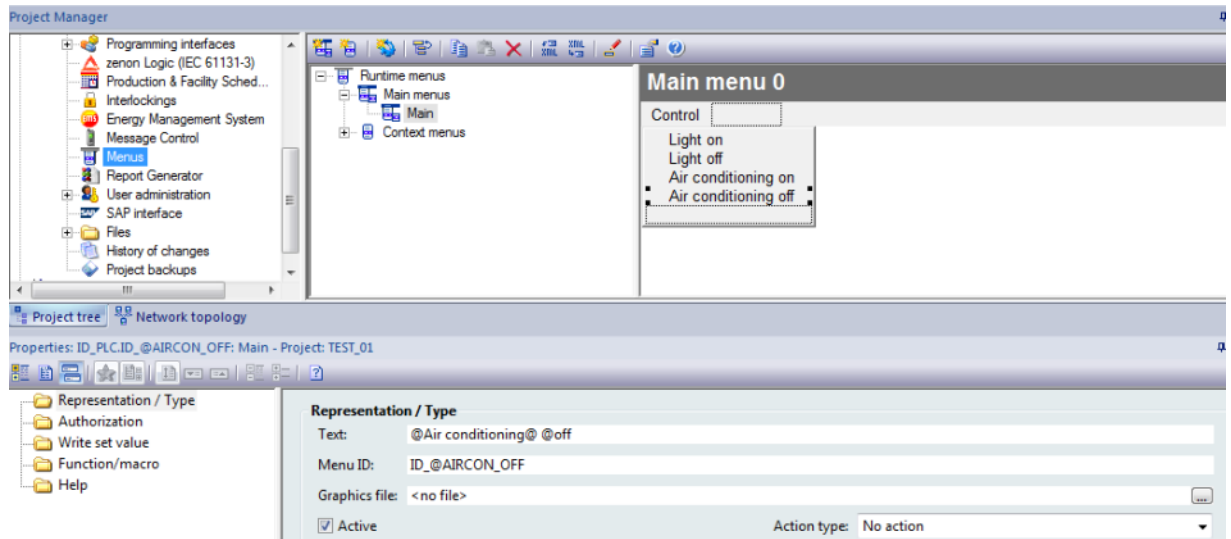 Project Manager
Programming interfaces
zenon Logic (IEC 61131-3)
Production & Facility Sched...
Interlockings
Energy Management System
Message Control
Menus
Report Generator
User administration
SAP interface
Files
History of changes
Project backups
Runtime menus
Main menus
Main
Context menus
Main menu 0
Control
Light on
Light off
Air conditioning on
Air conditioning off
Project tree
Network topology
Properties: ID_PLC.ID_@AIRCON_OFF: Main - Project: TEST_01
Representation / Type
Authorization
Write set value
Function/macro
Help
Representation / Type
Text: @Air conditioning@ @off
Menu ID: ID_@AIRCON_OFF
Graphics file: <no file> ...
Active Action type: No action